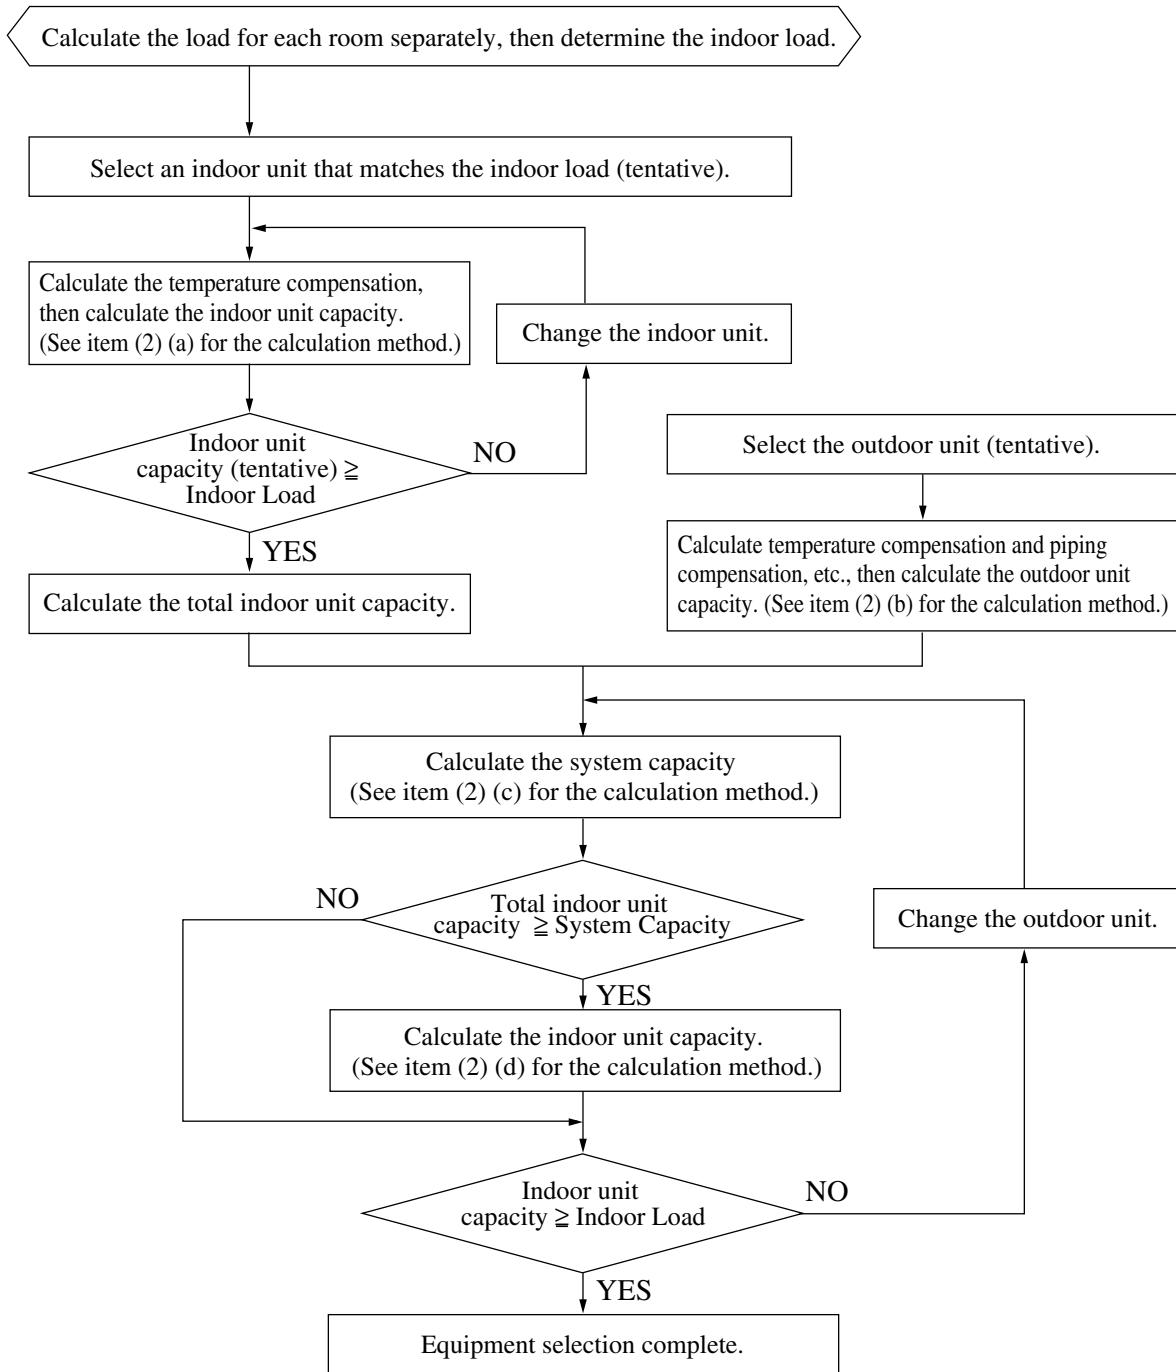 Calculate the load for each room separately, then determine the indoor load.
Select an indoor unit that matches the indoor load (tentative).
Calculate the temperature compensation,
then calculate the indoor unit capacity.
(See item (2) (a) for the calculation method.)
Change the indoor unit.
Indoor unit
capacity (tentative) ≧
Indoor Load
NO
YES
Calculate the total indoor unit capacity.
Select the outdoor unit (tentative).
Calculate temperature compensation and piping
compensation, etc., then calculate the outdoor unit
capacity. (See item (2) (b) for the calculation method.)
Calculate the system capacity
(See item (2) (c) for the calculation method.)
NO
Total indoor unit
capacity ≧ System Capacity
Change the outdoor unit.
YES
Calculate the indoor unit capacity.
(See item (2) (d) for the calculation method.)
Indoor unit
capacity ≧ Indoor Load
NO
YES
Equipment selection complete.